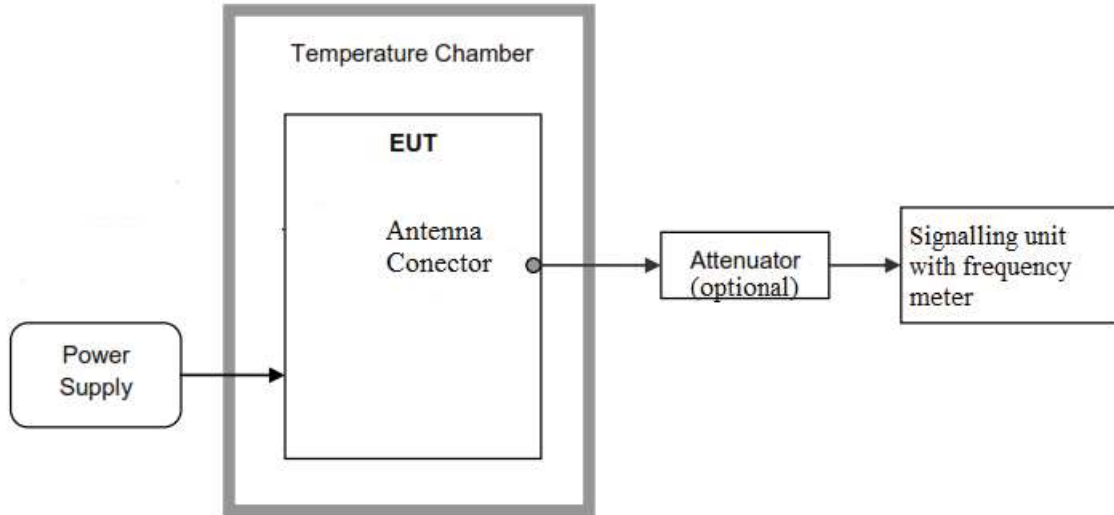 Temperature Chamber
EUT
Antenna
Conector
Attenuator
(optional)
Signalling unit
with frequency
meter
Power
Supply